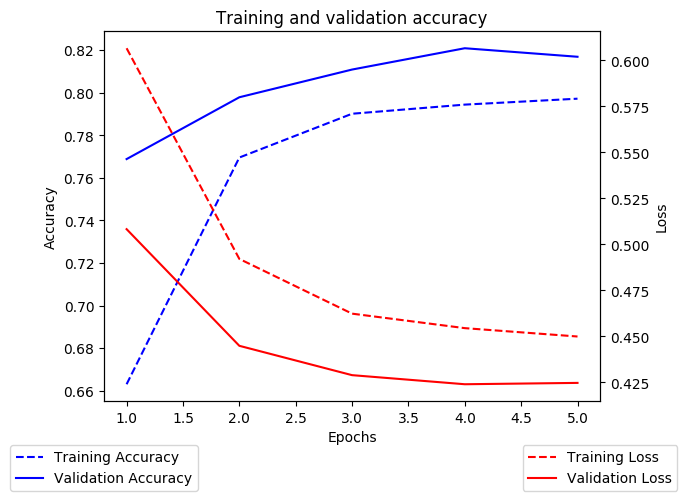 Training and validation accuracy
0.82
0.80
0.78
0.76
0.74
0.72
0.70
0.68
0.66
Accuracy
0.600
0.575
0.550
0.525
0.500
0.475
0.450
0.425
Loss
1.0 1.5 2.0 2.5 3.0 3.5 4.0 4.5 5.0
Epochs
Training Accuracy
Validation Accuracy
Training Loss
Validation Loss